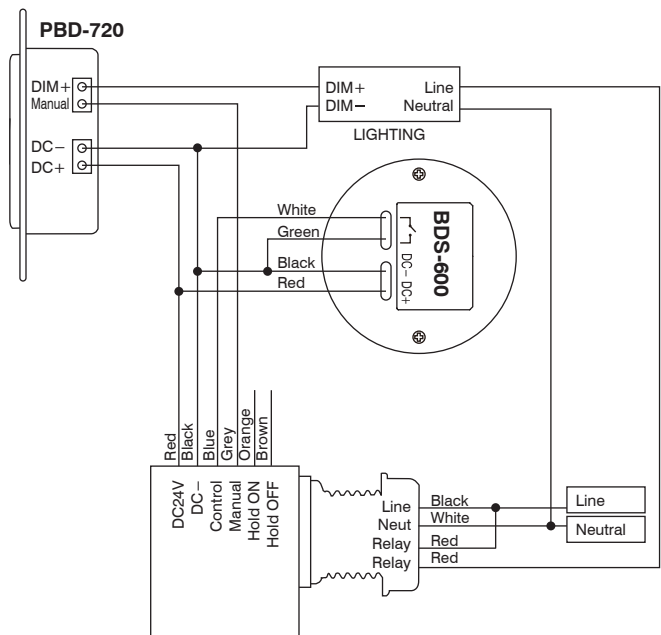 PBD-720
DIM+
Manual
DC−
DC+
DIM+ Line
DIM− Neutral
LIGHTING
White
Green
Black
Red
BDS-600
DC− DC+
Red
Black
Blue
Grey
Orange
Brown
DC24V
DC−
Control
Manual
Hold ON
Hold OFF
Line
Neut
Relay
Relay
Black
White
Red
Red
Line
Neutral